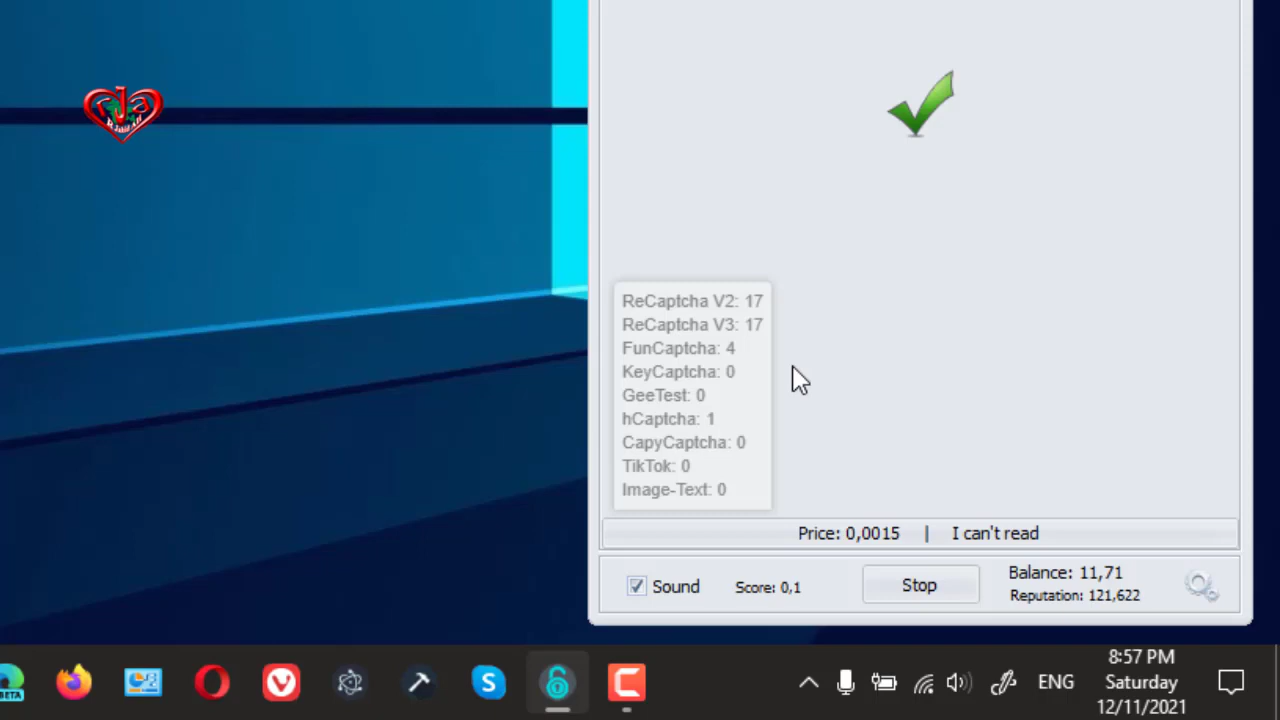 rja
ReCaptcha V2: 17
ReCaptcha V3: 17
FunCaptcha: 4
KeyCaptcha: 0
GeeTest: 0
hCaptcha: 1
CapyCaptcha: 0
TikTok: 0
Image-Text: 0
Price: 0,0015 | I can't read
Sound Score: 0,1 Stop Balance: 11,71
Reputation: 121,622
BETA
ENG
8:57 PM
Saturday
12/11/2021